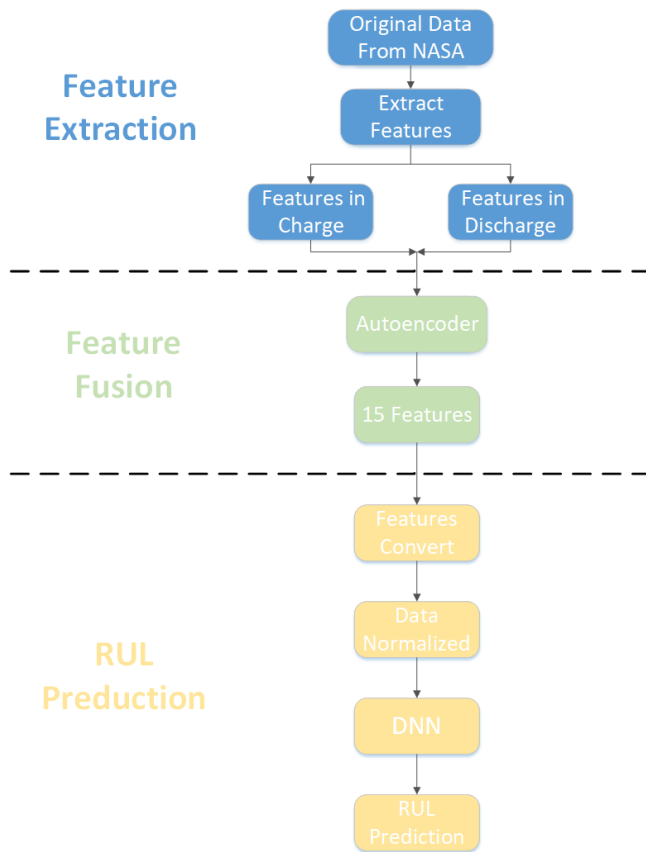 Original Data
From NASA
Feature
Extraction
Extract
Features
Features in
Charge
Features in
Discharge
Feature
Fusion
Autoencoder
15 Features
RUL
Preduction
Features
Convert
Data
Normalized
DNN
RUL
Prediction